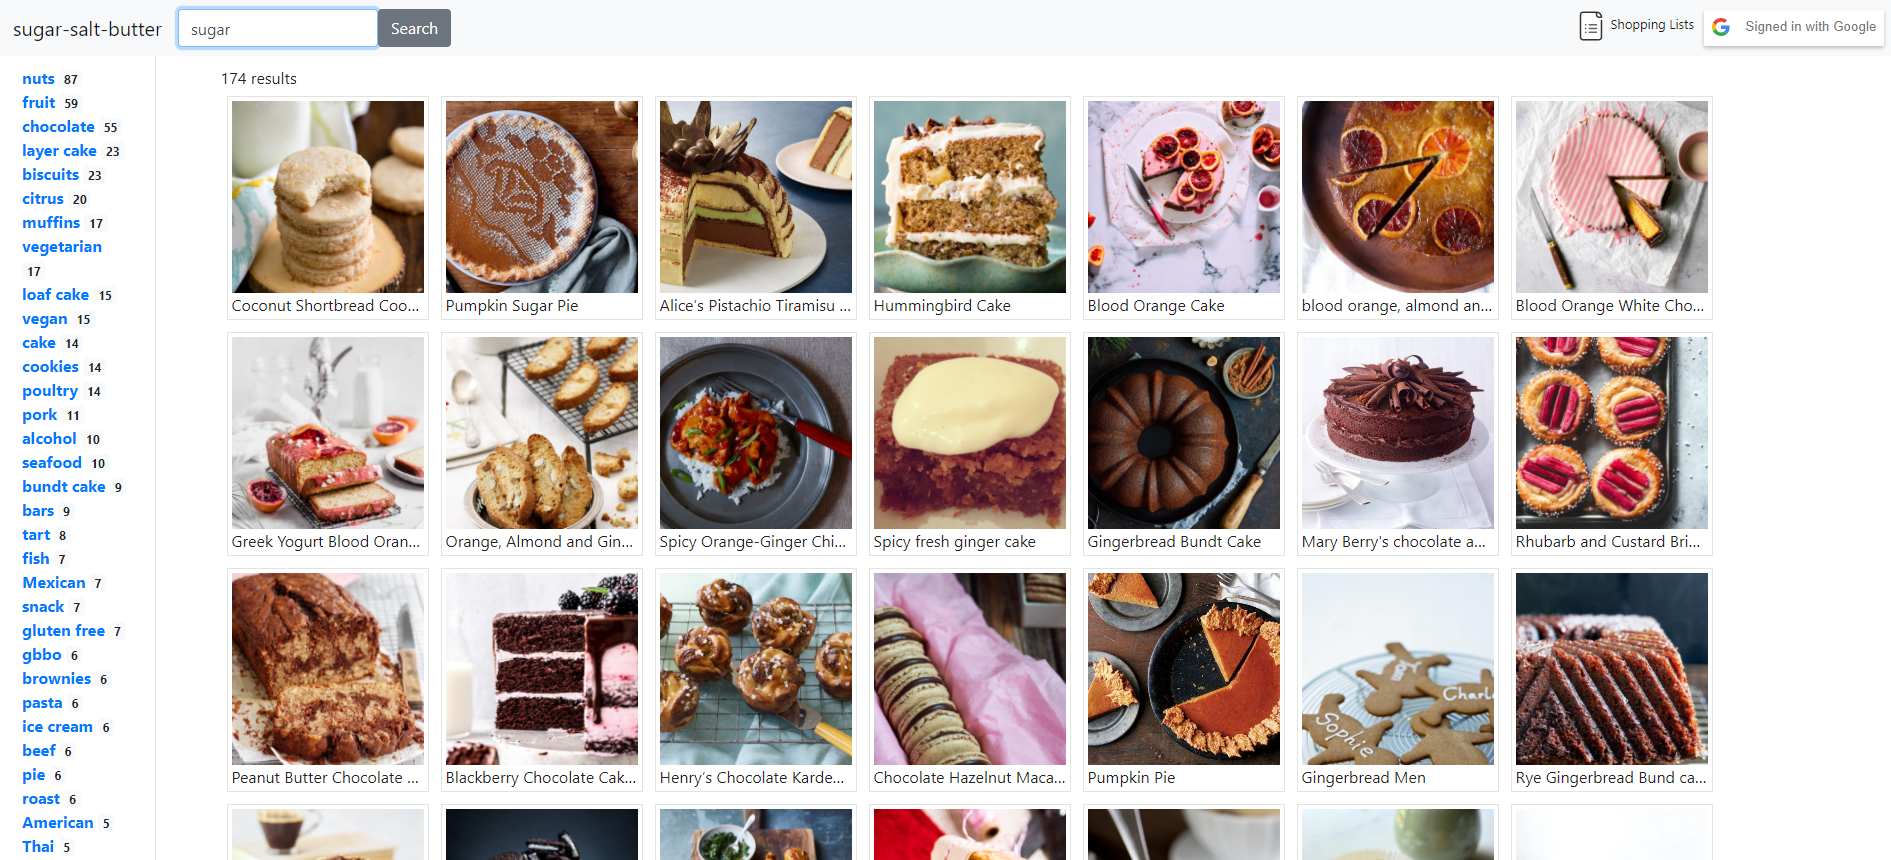 sugar-salt-butter
sugar
Search
Shopping Lists
Signed in with Google
nuts 87
fruit 59
chocolate 55
layer cake 23
biscuits 23
citrus 20
muffins 17
vegetarian
17
loaf cake 15
vegan 15
cake 14
cookies 14
poultry 14
pork 11
alcohol 10
seafood 10
bundt cake 9
bars 9
tart 8
fish 7
Mexican 7
snack 7
gluten free 7
gbbo 6
brownies 6
pasta 6
ice cream 6
beef 6
pie 6
roast 6
American 5
Thai 5
174 results
Coconut Shortbread Coo...
Pumpkin Sugar Pie
Alice's Pistachio Tiramisu ...
Hummingbird Cake
Blood Orange Cake
blood orange, almond an...
Blood Orange White Cho...
Greek Yogurt Blood Oran...
Orange, Almond and Gin...
Spicy Orange-Ginger Chi...
Spicy fresh ginger cake
Gingerbread Bundt Cake
Mary Berry's chocolate a...
Rhubarb and Custard Bri...
Sophie
Charl
Peanut Butter Chocolate ...
Blackberry Chocolate Cak...
Henry's Chocolate Karde...
Chocolate Hazelnut Maca...
Pumpkin Pie
Gingerbread Men
Rye Gingerbread Bund ca...